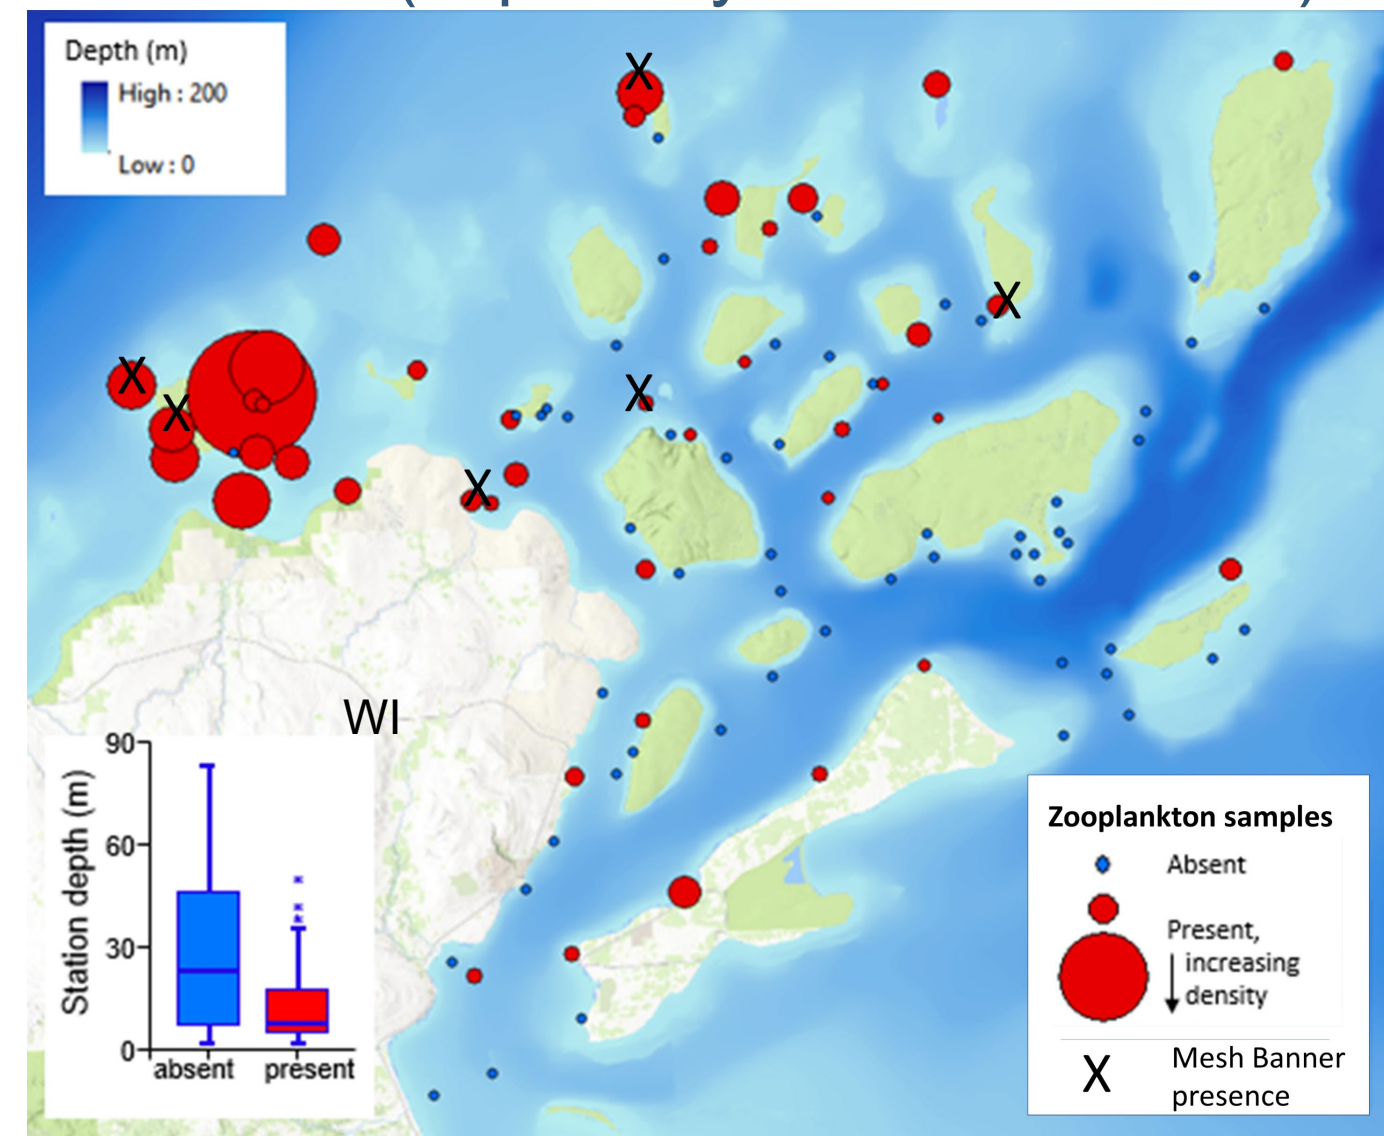 Depth (m)
High : 200
Low : 0
X
X
X
X
X
X
WI
90
60
30
0
Station depth (m)
absent present
Zooplankton samples
Absent
Present,
increasing
density
X Mesh Banner
presence